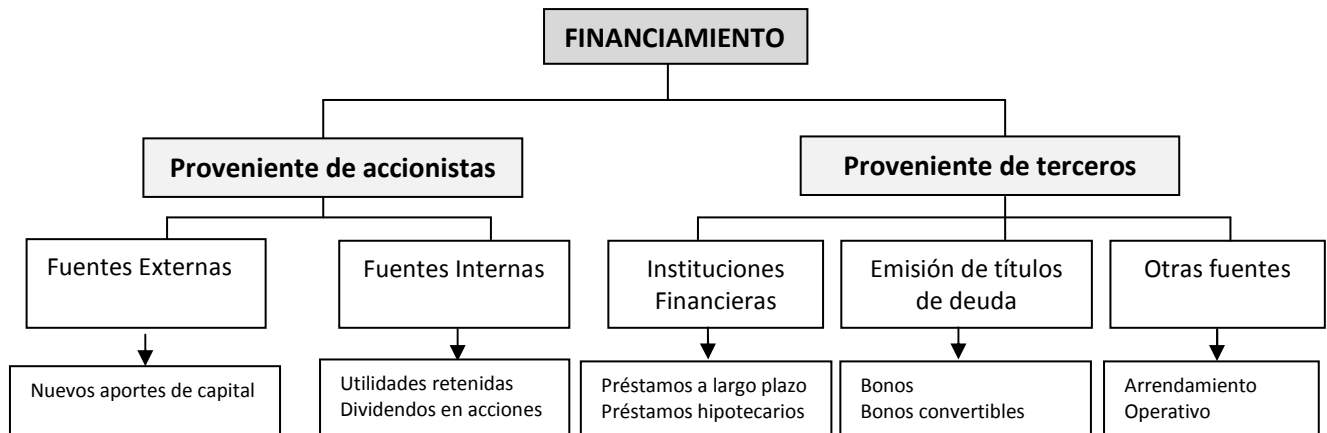 FINANCIAMIENTO
Proveniente de accionistas
Proveniente de terceros
Fuentes Externas
Fuentes Internas
Instituciones
Financieras
Emisión de títulos
de deuda
Otras fuentes
Nuevos aportes de capital
Utilidades retenidas
Dividendos en acciones
Préstamos a largo plazo
Préstamos hipotecarios
Bonos
Bonos convertibles
Arrendamiento
Operativo